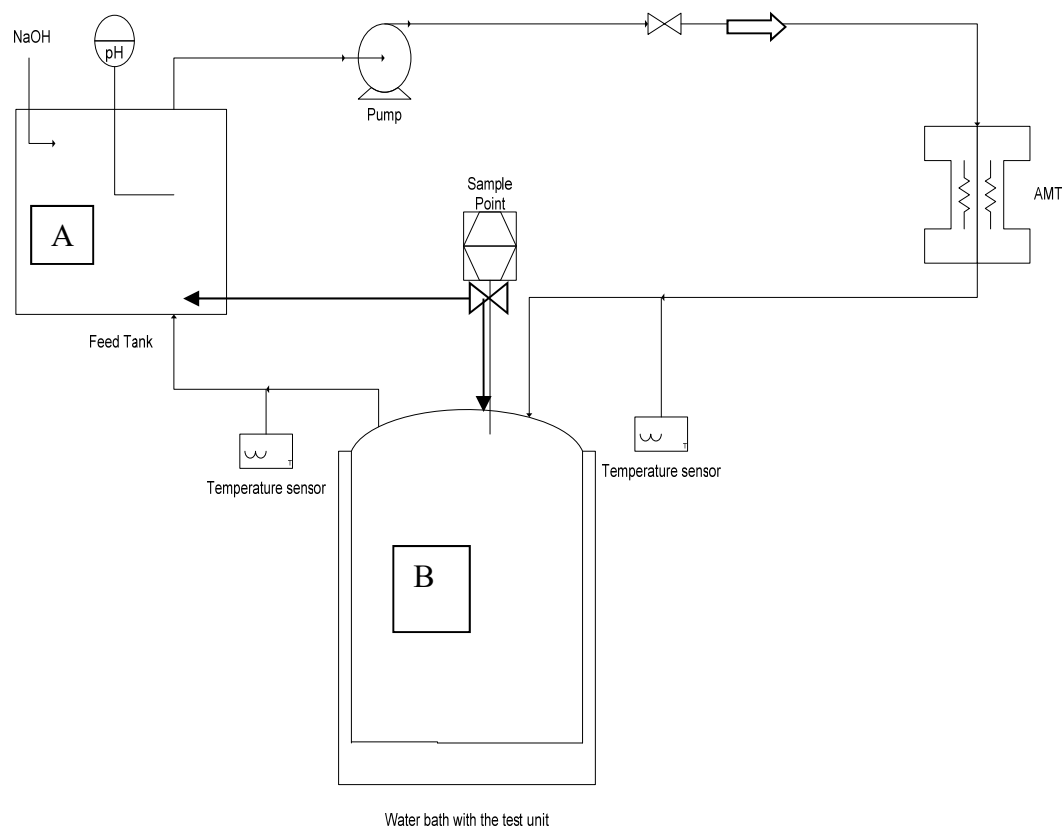 NaOH
pH
Pump
AMT
Sample
Point
A
Feed Tank
T
Temperature sensor
T
Temperature sensor
B
Water bath with the test unit